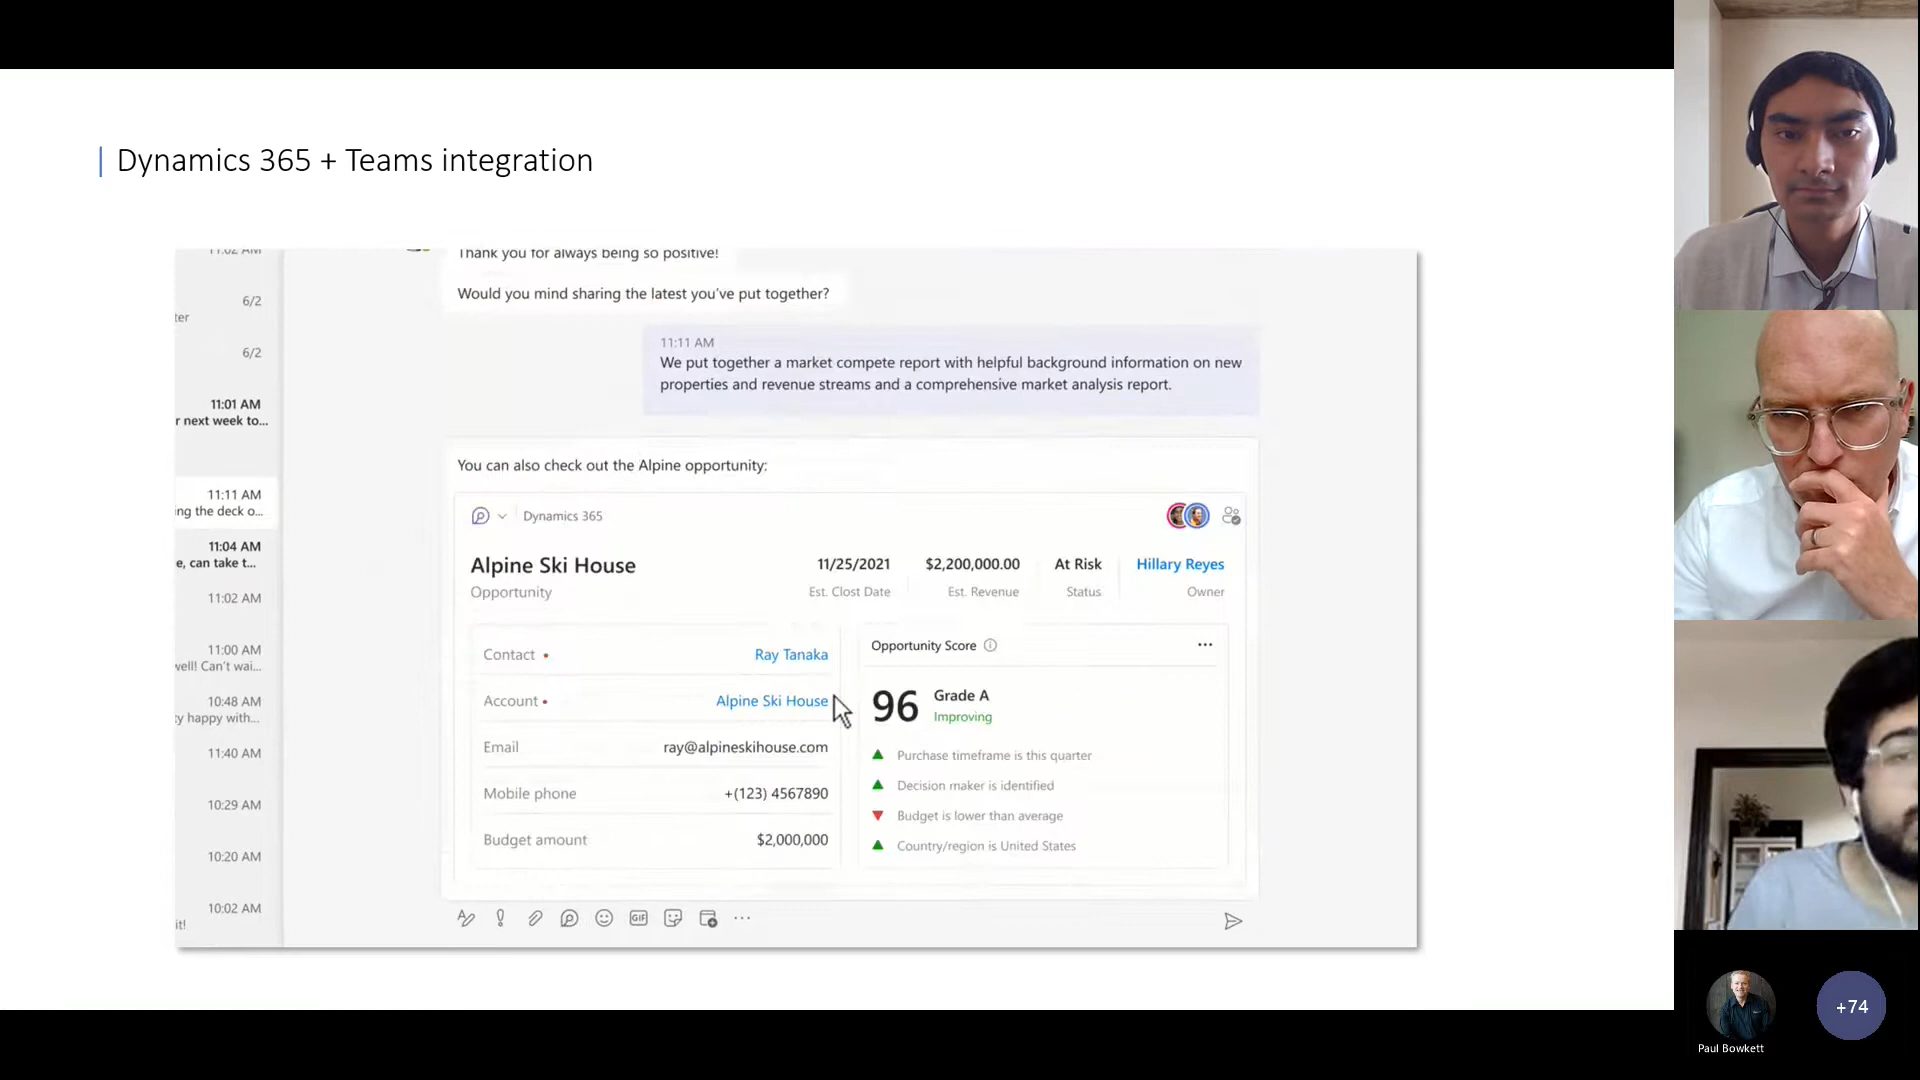 Dynamics 365 + Teams integration
11:02 AM
6/2
ter
6/2
11:01 AM
r next week to...
11:11 AM
ng the deck o...
11:04 AM
e, can take t...
11:02 AM
11:00 AM
well! Can't wai...
10:48 AM
ty happy with...
11:40 AM
10:29 AM
10:20 AM
10:02 AM
it!
Thank you for always being so positive!
Would you mind sharing the latest you've put together?
11:11 AM
We put together a market compete report with helpful background information on new
properties and revenue streams and a comprehensive market analysis report.
You can also check out the Alpine opportunity:
Dynamics 365
Alpine Ski House
Opportunity
11/25/2021
Est. Clost Date
$2,200,000.00
Est. Revenue
At Risk
Status
Hillary Reyes
Owner
Contact •
Ray Tanaka
Account •
Alpine Ski House
Email
ray@alpineskihouse.com
Mobile phone
+(123) 4567890
Budget amount
$2,000,000
Opportunity Score
96
Grade A
Improving
Purchase timeframe is this quarter
Decision maker is identified
Budget is lower than average
Country/region is United States
GIF
Paul Bowkett
+74